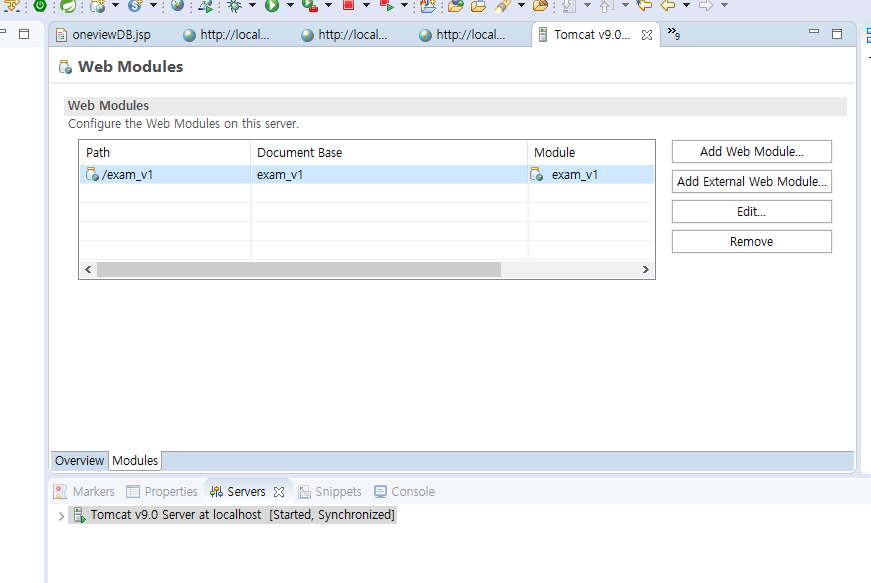 oneviewDB.jsp http://local... http://local... http://local... Tomcat v9.0... »9
Web Modules
Web Modules
Configure the Web Modules on this server.
Path Document Base Module
/exam_v1 exam_v1 exam_v1
Add Web Module...
Add External Web Module...
Edit...
Remove
Overview Modules
Markers Properties Servers Snippets Console
Tomcat v9.0 Server at localhost [Started, Synchronized]